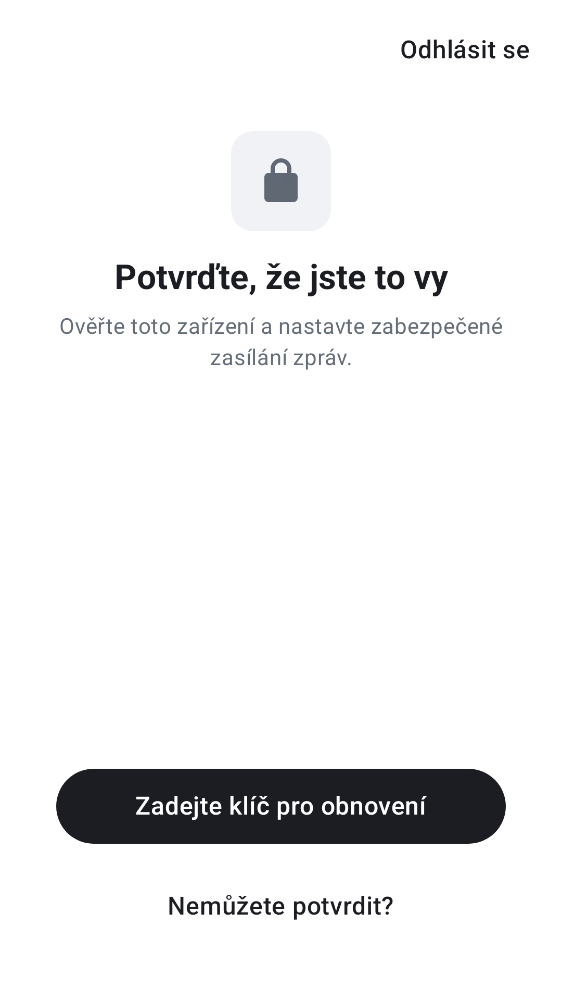 Odhlásit se
Potvrďte, že jste to vy
Ověřte toto zařízení a nastavte zabezpečené
zasílání zpráv.
Zadejte klíč pro obnovení
Nemůžete potvrdit?